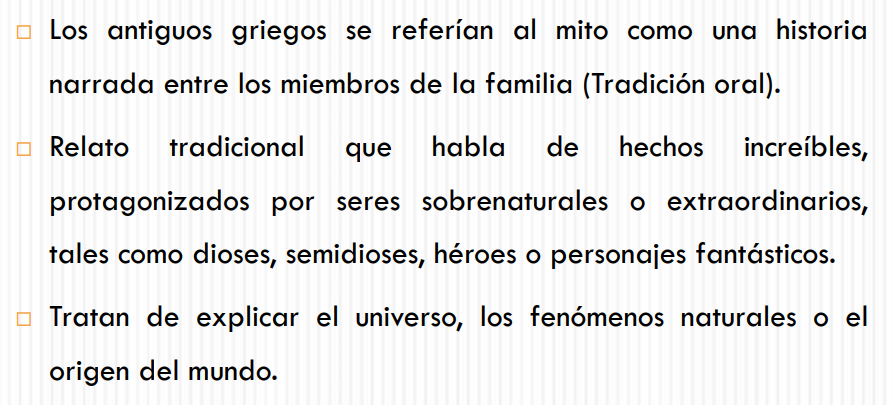 Los antiguos griegos se referían al mito como una historia
narrada entre los miembros de la familia (Tradición oral).
Relato tradicional que habla de hechos increíbles,
protagonizados por seres sobrenaturales o extraordinarios,
tales como dioses, semidioses, héroes o personajes fantásticos.
Tratan de explicar el universo, los fenómenos naturales o el
origen del mundo.